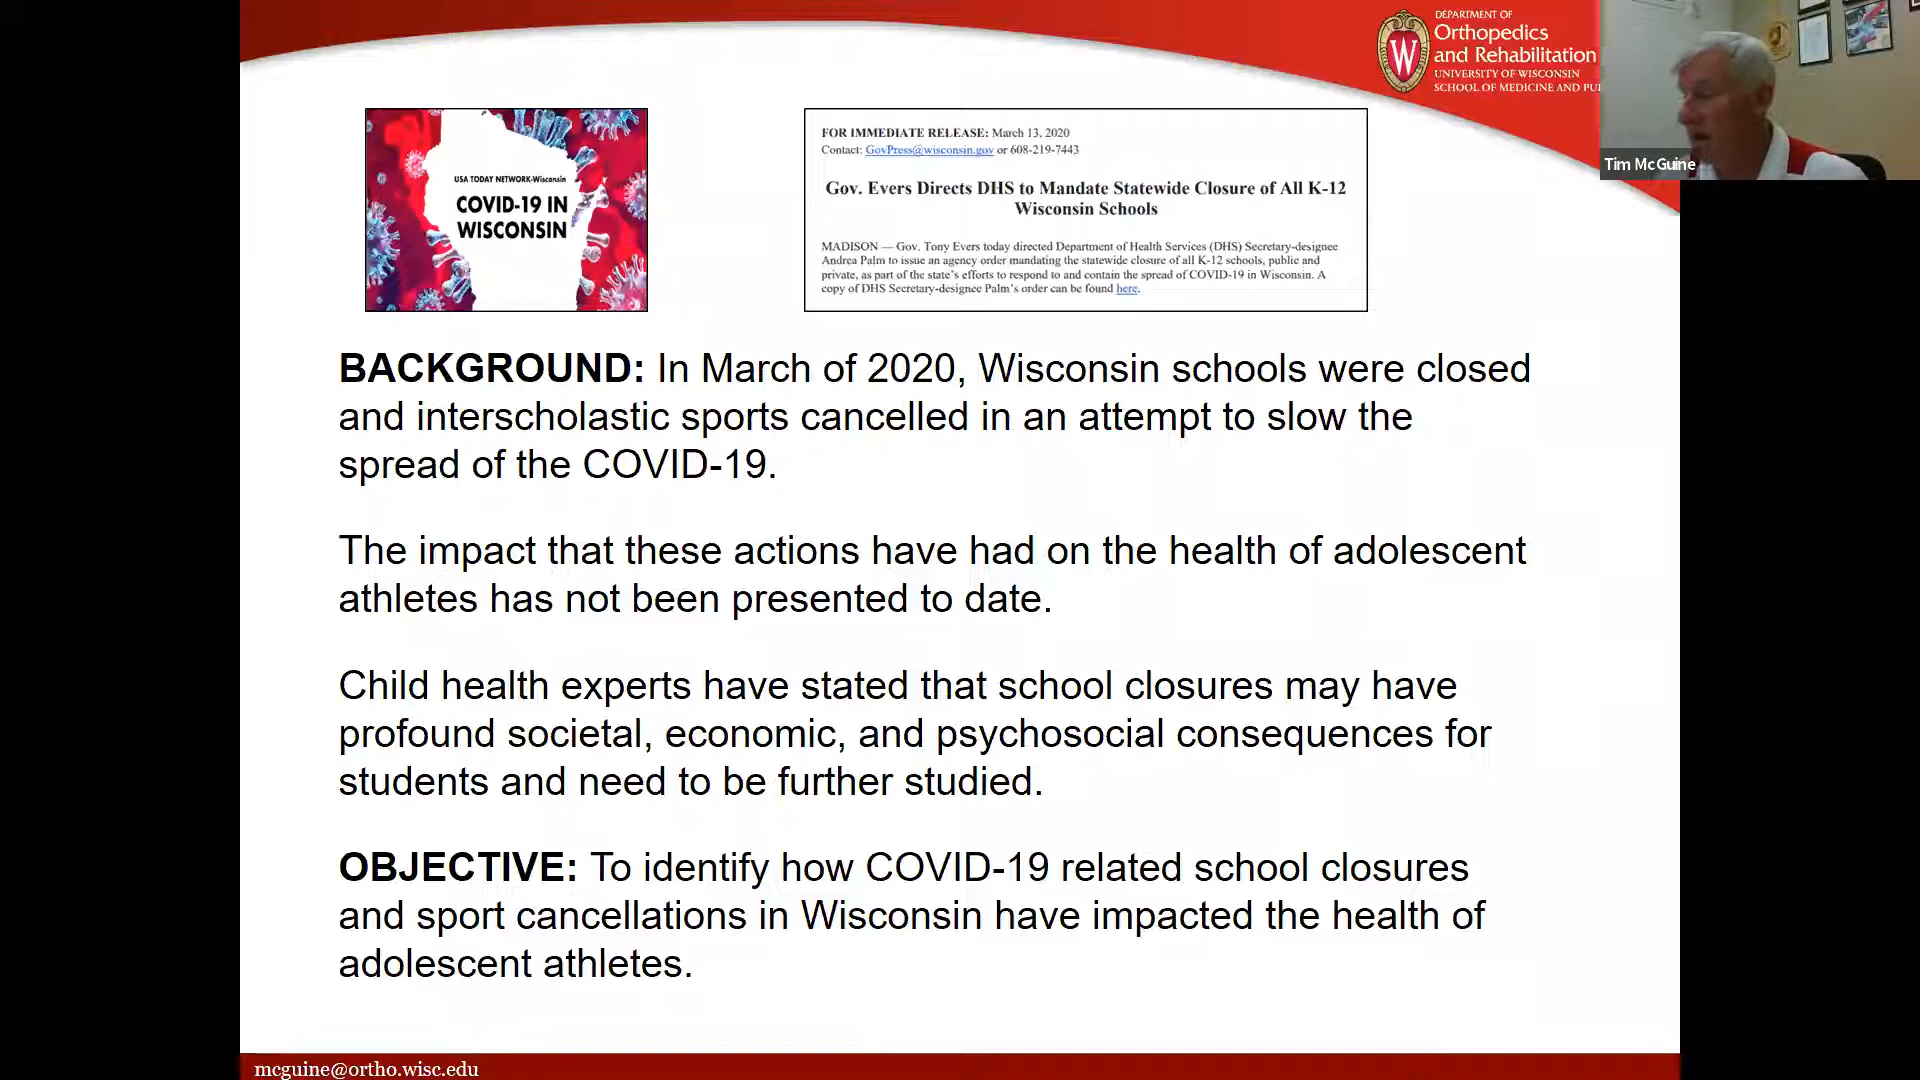 DEPARTMENT OF
Orthopedics
and Rehabilitation
UNIVERSITY OF WISCONSIN
SCHOOL OF MEDICINE AND
Tim McGuine
USA TODAY NETWORK-Wisconsin
COVID-19 IN
WISCONSIN
FOR IMMEDIATE RELEASE: March 13, 2020
Contact: GovPress@wisconsin.gov or 608-219-7443
Gov. Evers Directs DHS to Mandate Statewide Closure of All K-12
Wisconsin Schools
MADISON — Gov. Tony Evers today directed Department of Health Services (DHS) Secretary-designee
Andrea Palm to issue an agency order mandating the statewide closure of all K-12 schools, public and
private, as part of the state's efforts to respond to and contain the spread of COVID-19 in Wisconsin. A
copy of DHS Secretary-designee Palm's order can be found here.
BACKGROUND: In March of 2020, Wisconsin schools were closed
and interscholastic sports cancelled in an attempt to slow the
spread of the COVID-19.
The impact that these actions have had on the health of adolescent
athletes has not been presented to date.
Child health experts have stated that school closures may have
profound societal, economic, and psychosocial consequences for
students and need to be further studied.
OBJECTIVE: To identify how COVID-19 related school closures
and sport cancellations in Wisconsin have impacted the health of
adolescent athletes.
mcguine@ortho.wisc.edu